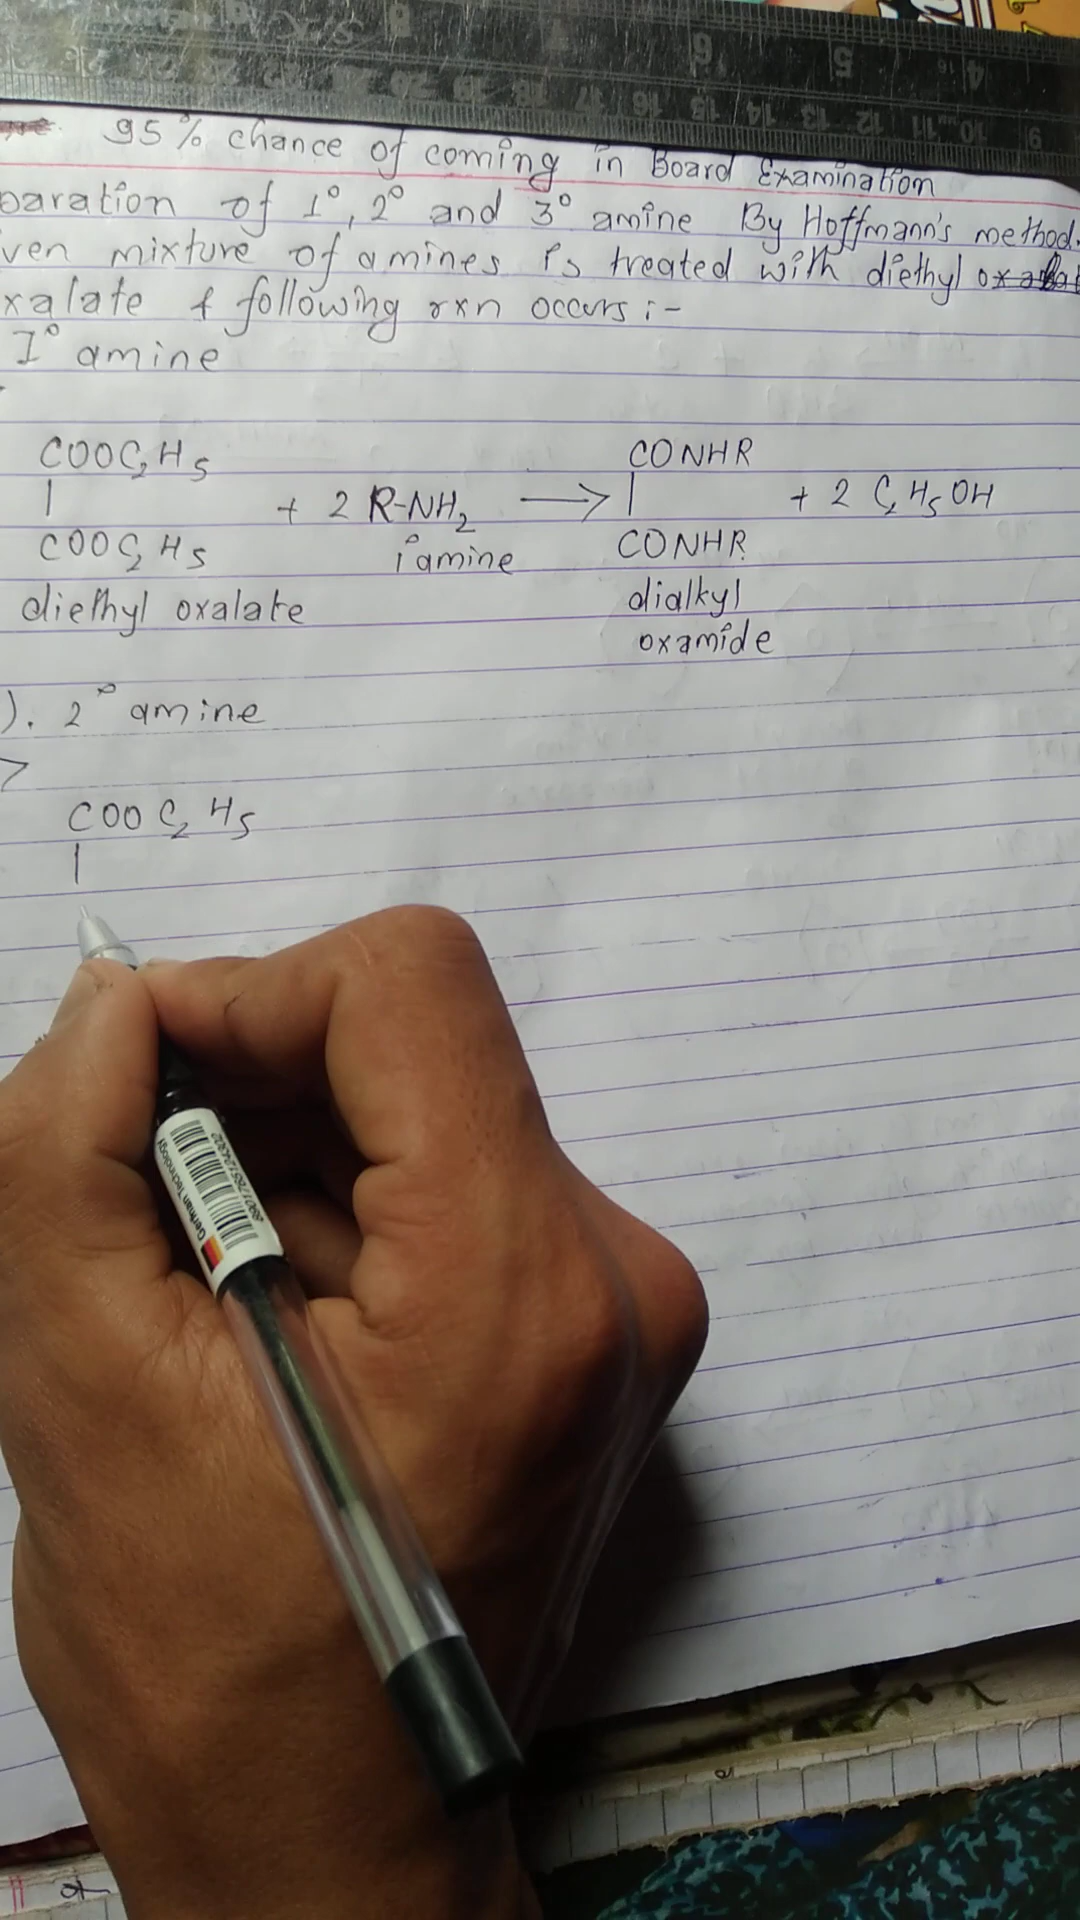 95% chance of coming in Board Examination
paration of 1°, 2° and 3° amine By Hoffmann's method.
ven mixture of amines is treated with diethyl
xalate & following rxn occurs :-
I° amine
COOC2H5
|
COOC2H5
+ 2 R-NH2
1° amine
⟶
CONHR
|
CONHR
+ 2 C2H5OH
diethyl oxalate
dialkyl
oxamide
). 2° amine
>
COOC2H5
|
German Technology